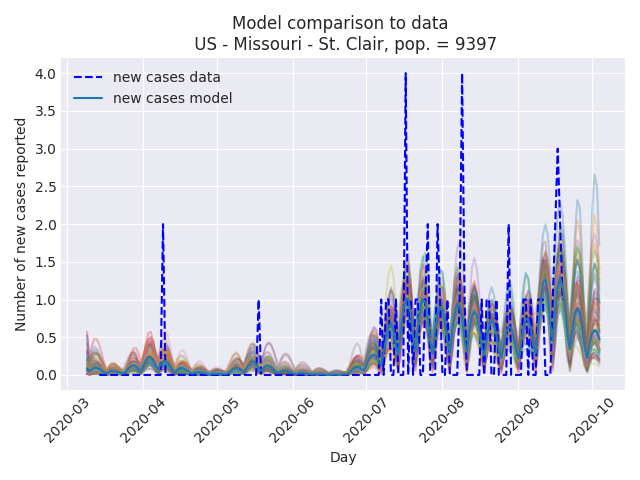 Model comparison to data
US - Missouri - St. Clair, pop. = 9397
new cases data
new cases model
Number of new cases reported
4.0
3.5
3.0
2.5
2.0
1.5
1.0
0.5
0.0
2020-03
2020-04
2020-05
2020-06
2020-07
2020-08
2020-09
2020-10
Day